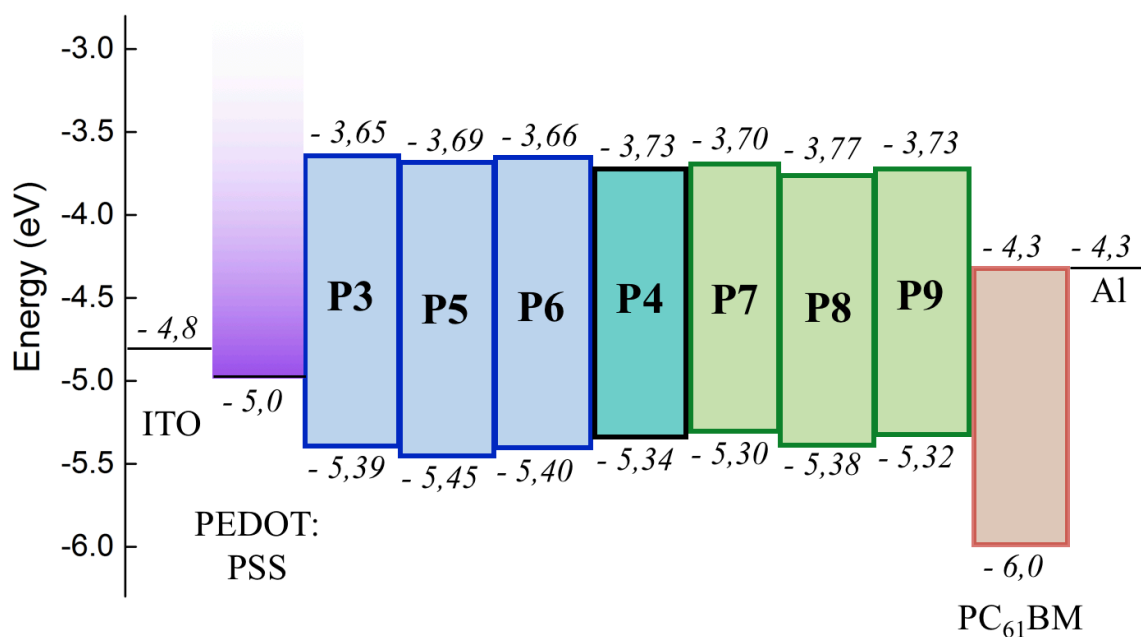 Energy (eV)
-3.0
-3.5
-4.0
-4.5
-5.0
-5.5
-6.0
- 4,8
ITO
- 5,0
PEDOT:
PSS
- 3,65
P3
- 5,39
- 3,69
P5
- 5,45
- 3,66
P6
- 5,40
- 3,73
P4
- 5,34
- 3,70
P7
- 5,30
- 3,77
P8
- 5,38
- 3,73
P9
- 5,32
- 4,3
- 6,0
PC₆₁BM
- 4,3
Al